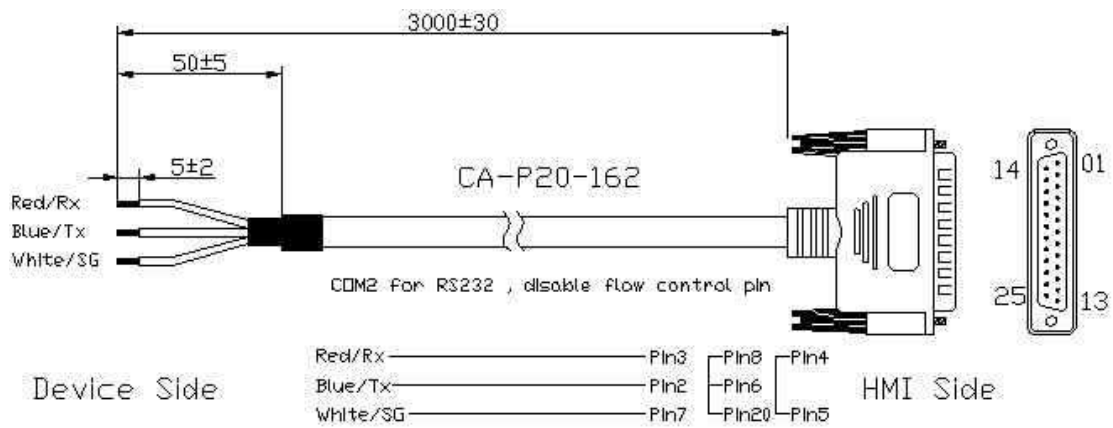 3000±30
50±5
5±2
CA-P20-162
14 01
Red/Rx
Blue/Tx
White/SG
COM2 for RS232 , disable flow control pin
25 13
Red/Rx Pin3 Pin8 Pin4
Blue/Tx Pin2 Pin6
White/SG Pin7 Pin20 Pin5
Device Side HMI Side